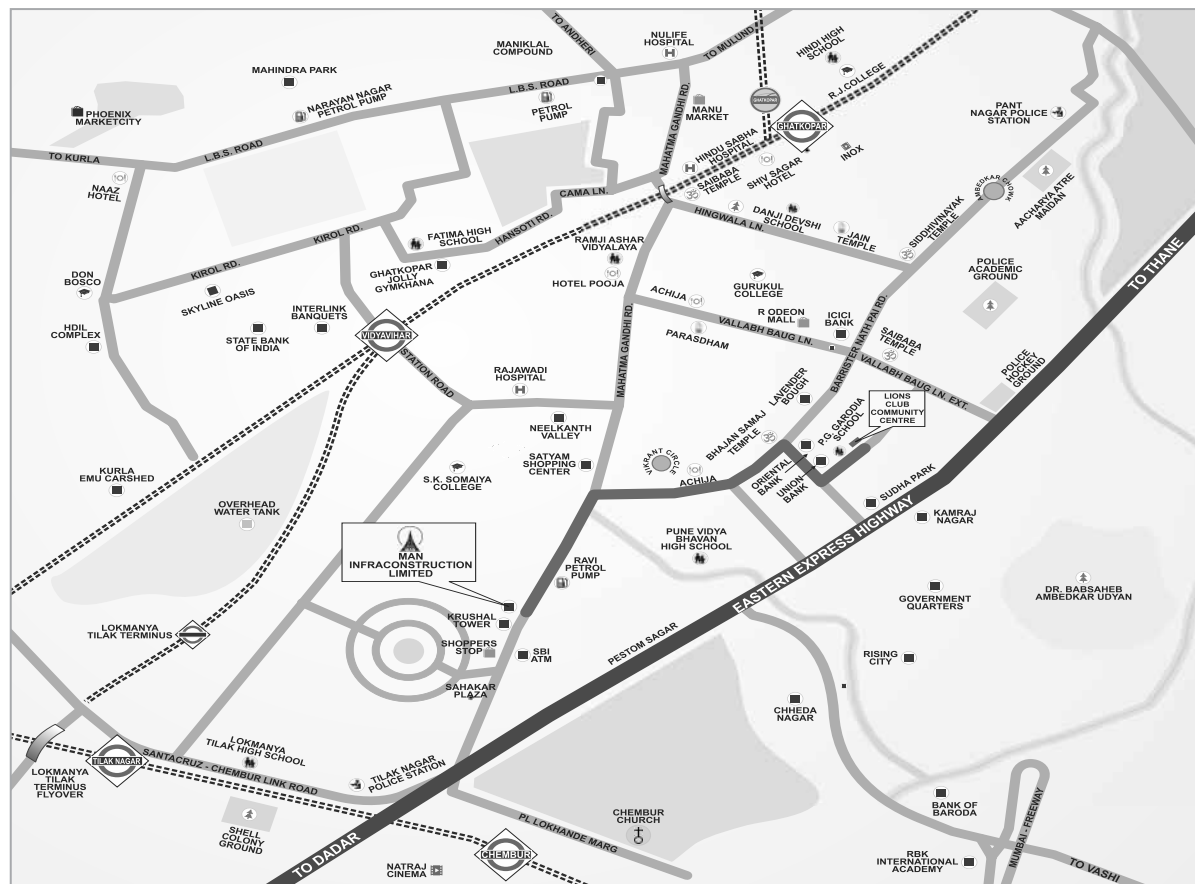 TO ANDHERI
MANIKLAL
COMPOUND
NULIFE
HOSPITAL
TO MULUND
HINDI HIGH
SCHOOL
MAHINDRA PARK
NARAYAN NAGAR
PETROL PUMP
L.B.S. ROAD
PETROL
PUMP
MAHATMA GANDHI RD.
MANU
MARKET
GHATKOPAR
R.J.COLLEGE
PHOENIX
MARKETCITY
GHATKOPAR
PANT
NAGAR POLICE
STATION
TO KURLA
L.B.S. ROAD
HINDU SABHA
HOSPITAL
INOX
NAAZ
HOTEL
CAMA LN.
SAIBABA
TEMPLE
SHIV SAGAR
HOTEL
AMBEDKAR CHOWK
AACHARYA ATRE
MAIDAN
KIROL RD.
FATIMA HIGH
SCHOOL
HANSOTI RD.
RAMJI ASHAR
VIDYALAYA
HINGWALA LN.
DANJI DEVSHI
SCHOOL
JAIN
TEMPLE
SIDDHIVINAYAK
TEMPLE
KIROL RD.
GHATKOPAR
JOLLY
GYMKHANA
HOTEL POOJA
GURUKUL
COLLEGE
POLICE
ACADEMIC
GROUND
TO THANE
DON
BOSCO
SKYLINE OASIS
ACHIJA
HDIL
COMPLEX
STATE BANK
OF INDIA
INTERLINK
BANQUETS
VIDYAVIHAR
STATION ROAD
MAHATMA GANDHI RD.
PARASDHAM
VALLABH BAUG LN.
R ODEON
MALL
ICICI
BANK
BARRISTER NATH PAI RD.
SAIBABA
TEMPLE
VALLABH BAUG LN. EXT.
POLICE
HOCKEY
GROUND
RAJAWADI
HOSPITAL
LAVENDER
BOUGH
LIONS
CLUB
COMMUNITY
CENTRE
NEELKANTH
VALLEY
BHAJAN SAMAJ
TEMPLE
P.G. GARODIA
SCHOOL
KURLA
EMU CARSHED
S.K. SOMAIYA
COLLEGE
SATYAM
SHOPPING
CENTER
VIKRANT CIRCLE
ACHIJA
ORIENTAL
BANK
UNION
BANK
SUDHA PARK
KAMRAJ
NAGAR
OVERHEAD
WATER TANK
MAN
INFRACONSTRUCTION
LIMITED
RAVI
PETROL
PUMP
PUNE VIDYA
BHAVAN
HIGH SCHOOL
EASTERN EXPRESS HIGHWAY
GOVERNMENT
QUARTERS
DR. BABSAHEB
AMBEDKAR UDYAN
LOKMANYA
TILAK TERMINUS
KRUSHAL
TOWER
SHOPPERS
STOP
SBI
ATM
PESTOM SAGAR
RISING
CITY
SAHAKAR
PLAZA
CHHEDA
NAGAR
TILAK NAGAR
LOKMANYA
TILAK
TERMINUS
FLYOVER
SANTACRUZ - CHEMBUR LINK ROAD
LOKMANYA
TILAK HIGH SCHOOL
TILAK NAGAR
POLICE STATION
SHELL
COLONY
GROUND
TO DADAR
PL LOKHANDE MARG
CHEMBUR
CHURCH
BANK OF
BARODA
MUMBAI - FREEWAY
NATRAJ
CINEMA
CHEMBUR
RBK
INTERNATIONAL
ACADEMY
TO VASHI